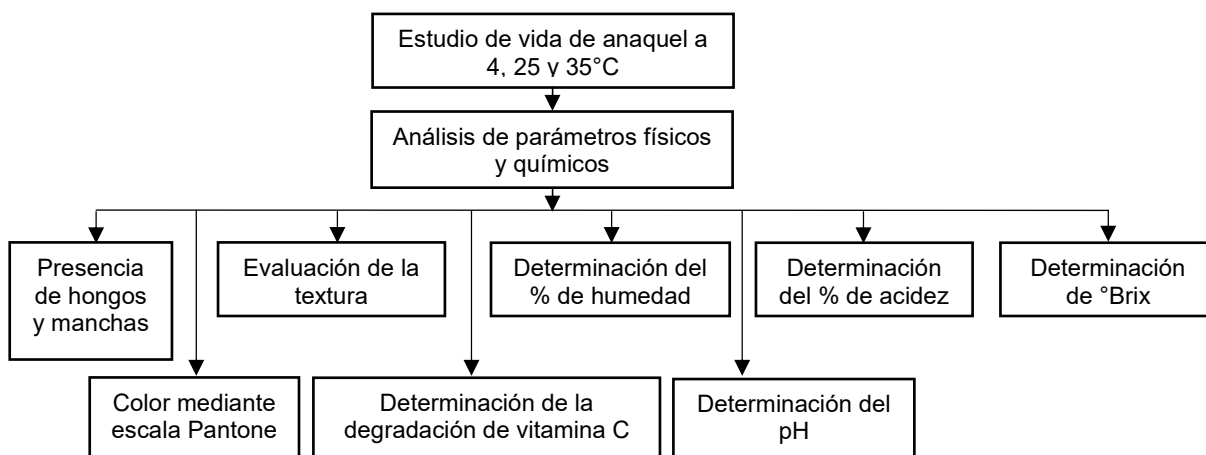 Estudio de vida de anaquel a
4, 25 y 35°C
Análisis de parámetros físicos
y químicos
Presencia
de hongos
y manchas
Evaluación de la
textura
Determinación del
% de humedad
Determinación
del % de acidez
Determinación
de °Brix
Color mediante
escala Pantone
Determinación de la
degradación de vitamina C
Determinación del
pH